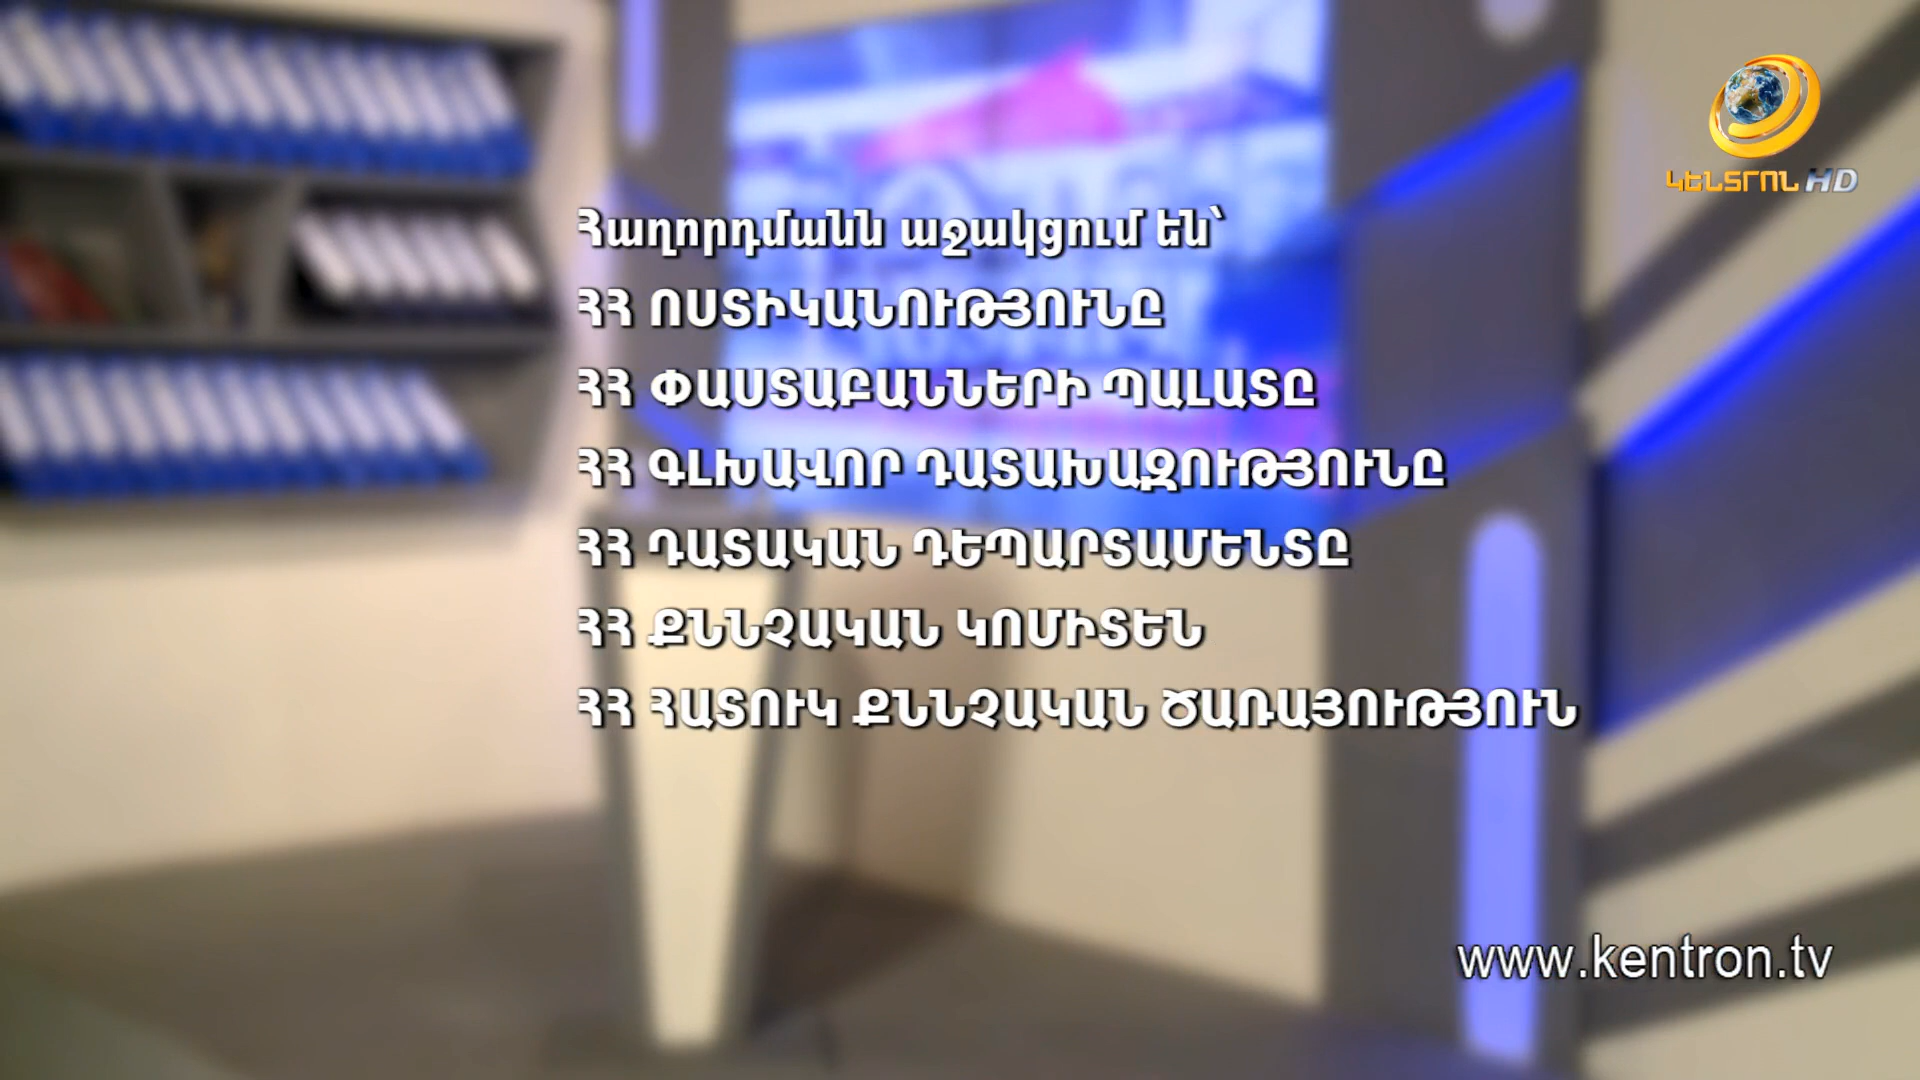 ԿԵՆՏՐՈՆ HD
Հաղորդմանն աջակցում են՝
ՀՀ ՈՍՏԻԿԱՆՈՒԹՅՈՒՆԸ
ՀՀ ՓԱՍՏԱԲԱՆՆԵՐԻ ՊԱԼԱՏԸ
ՀՀ ԳԼԽԱՎՈՐ ԴԱՏԱԽԱԶՈՒԹՅՈՒՆԸ
ՀՀ ԴԱՏԱԿԱՆ ԴԵՊԱՐՏԱՄԵՆՏԸ
ՀՀ ՔՆՆՉԱԿԱՆ ԿՈՄԻՏԵՆ
ՀՀ ՀԱՏՈՒԿ ՔՆՆՉԱԿԱՆ ԾԱՌԱՅՈՒԹՅՈՒՆ
www.kentron.tv